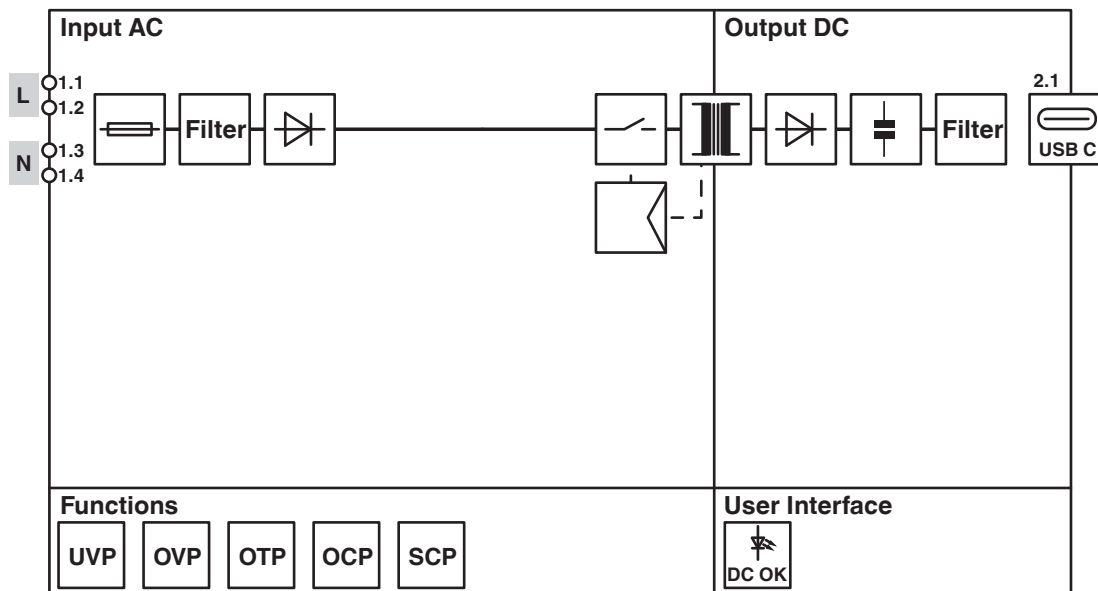 Input AC
Output DC
L
1.1
1.2
N
1.3
1.4
Filter
Filter
2.1
USB C
Functions
UVP
OVP
OTP
OCP
SCP
User Interface
DC OK